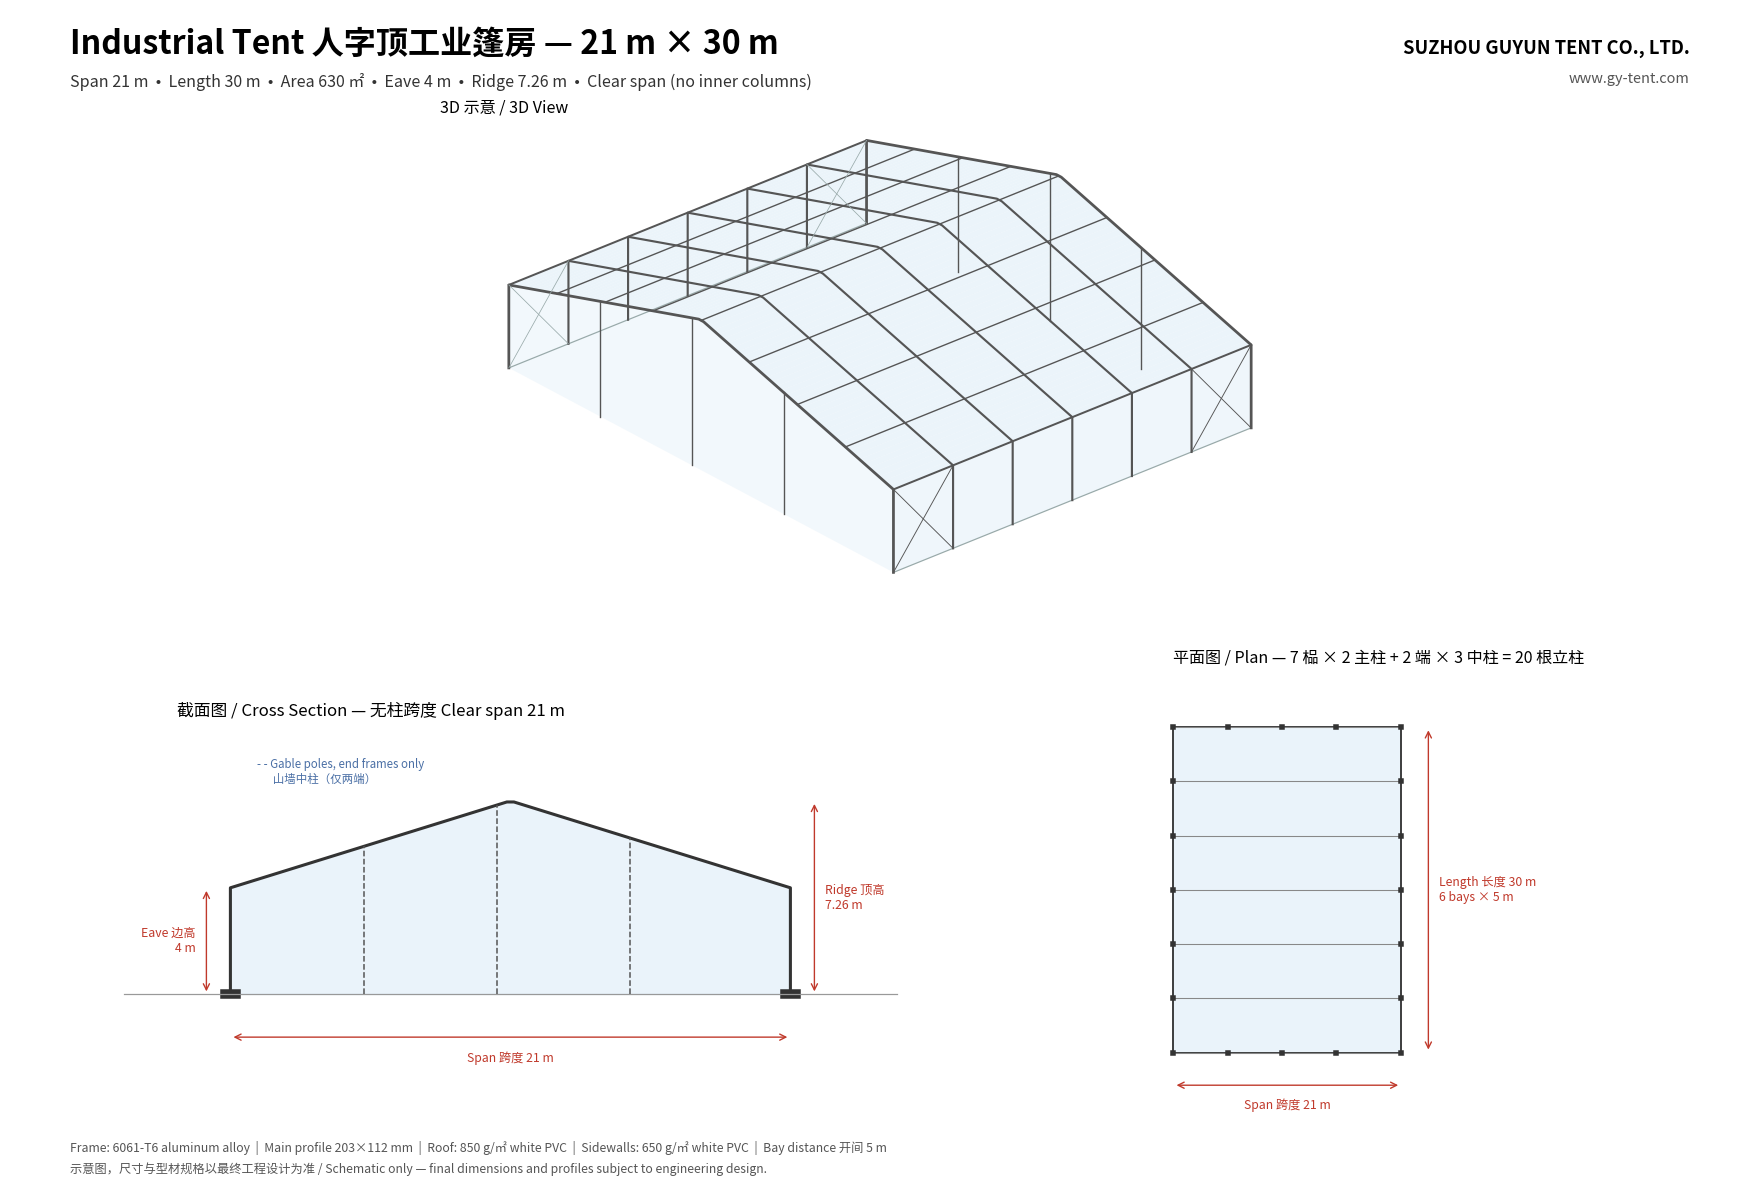 Industrial Tent 人字顶工业篷房 — 21 m × 30 m
SUZHOU GUYUN TENT CO., LTD.
Span 21 m • Length 30 m • Area 630 ㎡ • Eave 4 m • Ridge 7.26 m • Clear span (no inner columns)
www.gy-tent.com
3D 示意 / 3D View
平面图 / Plan — 7 榀 × 2 主柱 + 2 端 × 3 中柱 = 20 根立柱
截面图 / Cross Section — 无柱跨度 Clear span 21 m
- - Gable poles, end frames only
山墙中柱（仅两端）
Ridge 顶高
7.26 m
Eave 边高
4 m
Span 跨度 21 m
Length 长度 30 m
6 bays × 5 m
Span 跨度 21 m
Frame: 6061-T6 aluminum alloy | Main profile 203×112 mm | Roof: 850 g/㎡ white PVC | Sidewalls: 650 g/㎡ white PVC | Bay distance 开间 5 m
示意图，尺寸与型材规格以最终工程设计为准 / Schematic only — final dimensions and profiles subject to engineering design.